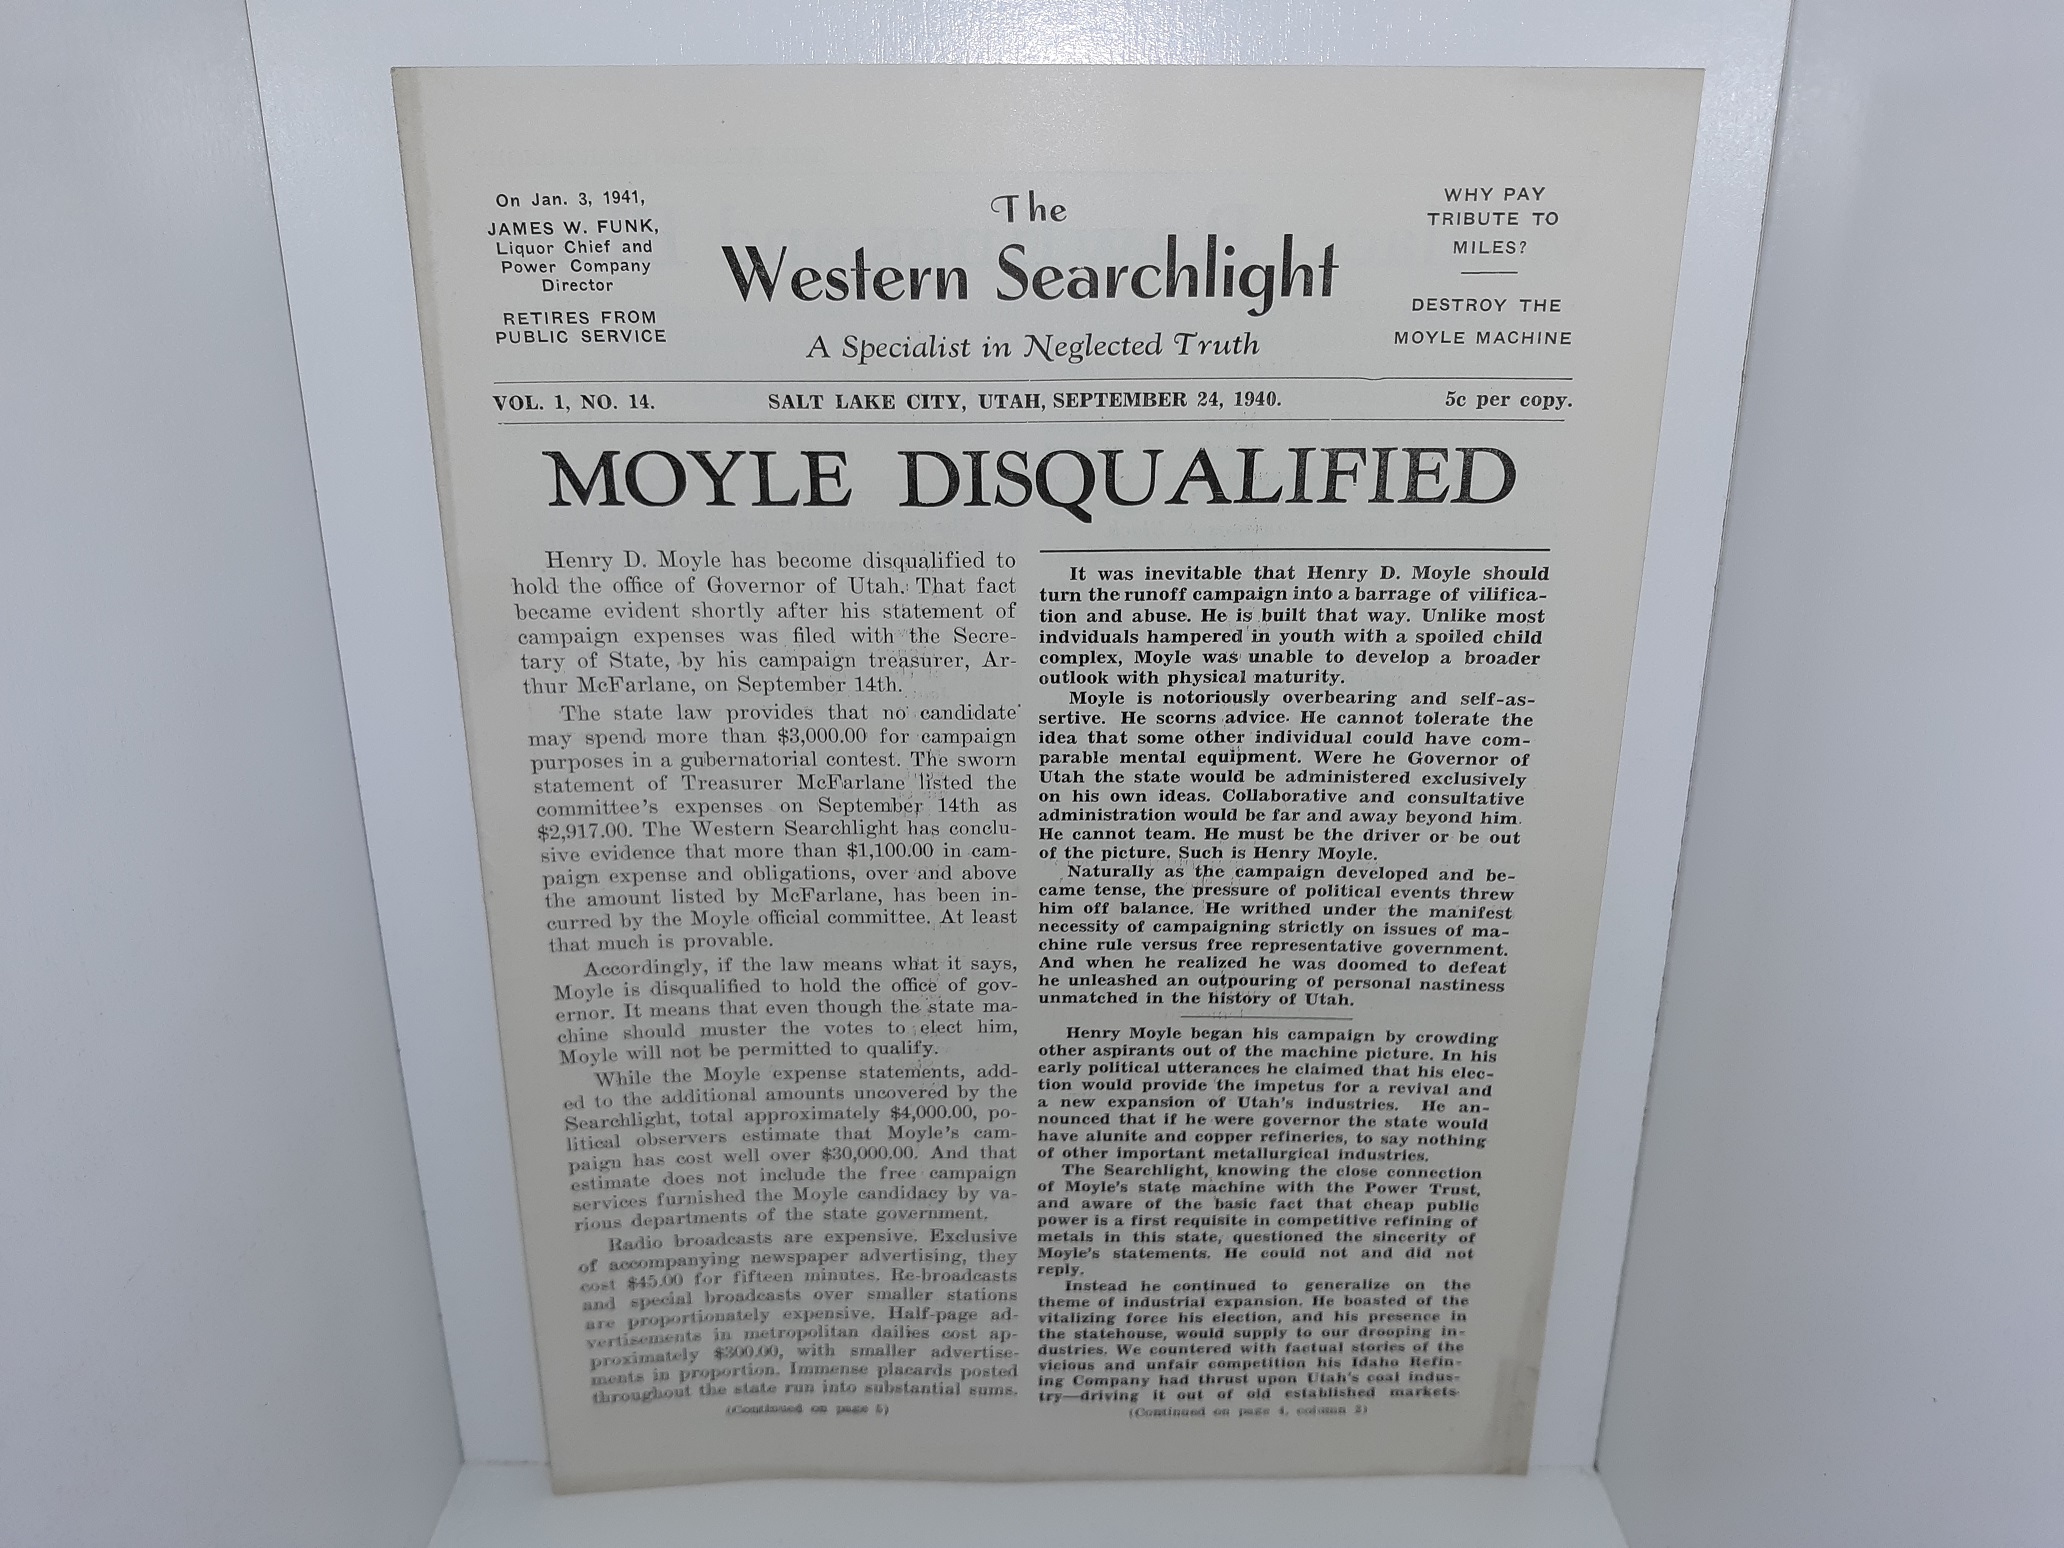 On Jan. 3, 1941,
JAMES W. FUNK,
Liquor Chief and
Power Company
Director
RETIRES FROM
PUBLIC SERVICE
The
Western Searchlight
A Specialist in Neglected Truth
WHY PAY
TRIBUTE TO
MILES?
DESTROY THE
MOYLE MACHINE
VOL. 1, NO. 14.
SALT LAKE CITY, UTAH, SEPTEMBER 24, 1940.
5c per copy.
MOYLE DISQUALIFIED
Henry D. Moyle has become disqualified to
hold the office of Governor of Utah. That fact
became evident shortly after his statement of
campaign expenses was filed with the Secre-
tary of State, by his campaign treasurer, Ar-
thur McFarlane, on September 14th.
The state law provides that no candidate
may spend more than $3,000.00 for campaign
purposes in a gubernatorial contest. The sworn
statement of Treasurer McFarlane listed the
committee's expenses on September 14th as
$2,917.00. The Western Searchlight has conclu-
sive evidence that more than $1,100.00 in cam-
paign expense and obligations, over and above
the amount listed by McFarlane, has been in-
curred by the Moyle official committee. At least
that much is provable.
Accordingly, if the law means what it says,
Moyle is disqualified to hold the office of gov-
ernor. It means that even though the state ma-
chine should muster the votes to elect him,
Moyle will not be permitted to qualify.
While the Moyle expense statements, add-
ed to the additional amounts uncovered by the
Searchlight, total approximately $4,000.00, po-
litical observers estimate that Moyle's cam-
paign has cost well over $30,000.00. And that
estimate does not include the free campaign
services furnished the Moyle candidacy by va-
rious departments of the state government.
Radio broadcasts are expensive. Exclusive
of accompanying newspaper advertising, they
cost $45.00 for fifteen minutes. Re-broadcasts
and special broadcasts over smaller stations
are proportionately expensive. Half-page ad-
vertisements in metropolitan dailies cost ap-
proximately $300.00, with smaller advertise-
ments in proportion. Immense placards posted
throughout the state run into substantial sums.
(Continued on page 5)
It was inevitable that Henry D. Moyle should
turn the runoff campaign into a barrage of vilifica-
tion and abuse. He is built that way. Unlike most
indviduals hampered in youth with a spoiled child
complex, Moyle was unable to develop a broader
outlook with physical maturity.
Moyle is notoriously overbearing and self-as-
sertive. He scorns advice. He cannot tolerate the
idea that some other individual could have com-
parable mental equipment. Were he Governor of
Utah the state would be administered exclusively
on his own ideas. Collaborative and consultative
administration would be far and away beyond him.
He cannot team. He must be the driver or be out
of the picture. Such is Henry Moyle.
Naturally as the campaign developed and be-
came tense, the pressure of political events threw
him off balance. He writhed under the manifest
necessity of campaigning strictly on issues of ma-
chine rule versus free representative government.
And when he realized he was doomed to defeat
he unleashed an outpouring of personal nastiness
unmatched in the history of Utah.
Henry Moyle began his campaign by crowding
other aspirants out of the machine picture. In his
early political utterances he claimed that his elec-
tion would provide the impetus for a revival and
a new expansion of Utah's industries. He an-
nounced that if he were governor the state would
have alunite and copper refineries, to say nothing
of other important metallurgical industries.
The Searchlight, knowing the close connection
of Moyle's state machine with the Power Trust,
and aware of the basic fact that cheap public
power is a first requisite in competitive refining of
metals in this state, questioned the sincerity of
Moyle's statements. He could not and did not
reply.
Instead he continued to generalize on the
theme of industrial expansion. He boasted of the
vitalizing force his election, and his presence in
the statehouse, would supply to our drooping in-
dustries. We countered with factual stories of the
vicious and unfair competition his Idaho Refin-
ing Company had thrust upon Utah's coal indus-
try—driving it out of old established markets
(Continued on page 4, column 2)